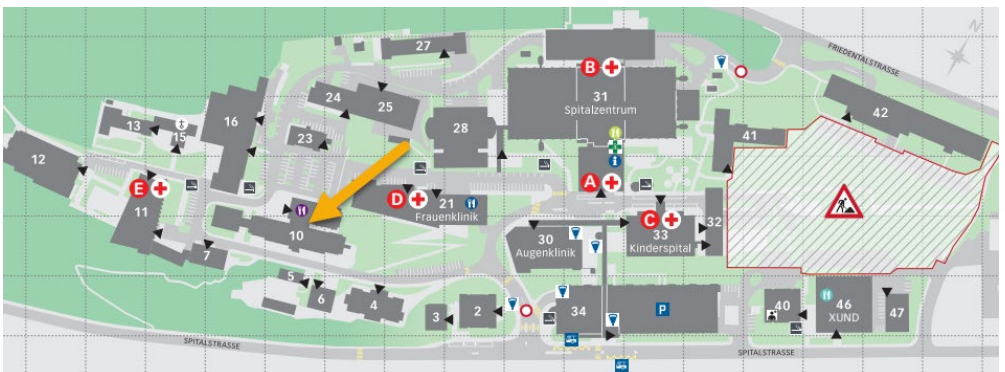 27
B
FRIEDENTALSTRASSE
N
31
Spitalzentrum
24
25
42
13
15
16
28
41
23
12
E
i
A
D
21
Frauenklinik
11
10
C
33
Kinderspital
32
30
Augenklinik
7
5
6
4
3
2
34
P
40
46
XUND
47
SPITALSTRASSE
SPITALSTRASSE